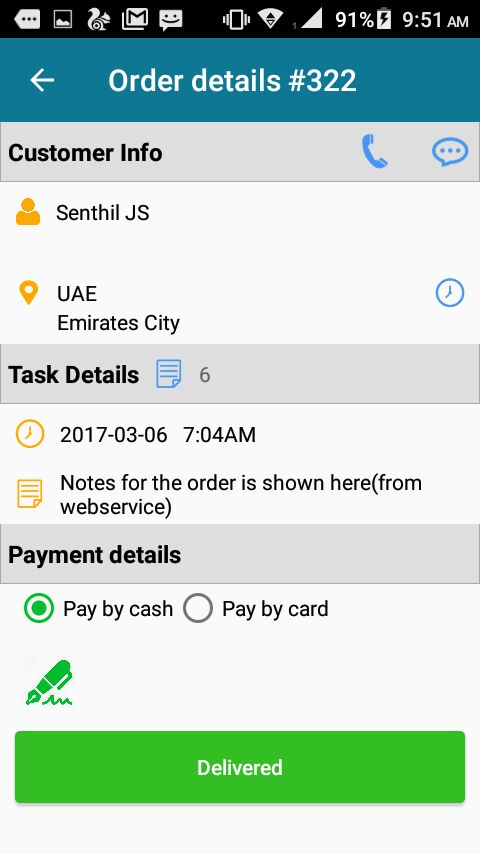 91% 9:51 AM
Order details #322
Customer Info
Senthil JS
UAE
Emirates City
Task Details 6
2017-03-06 7:04AM
Notes for the order is shown here(from
webservice)
Payment details
Pay by cash Pay by card
Delivered